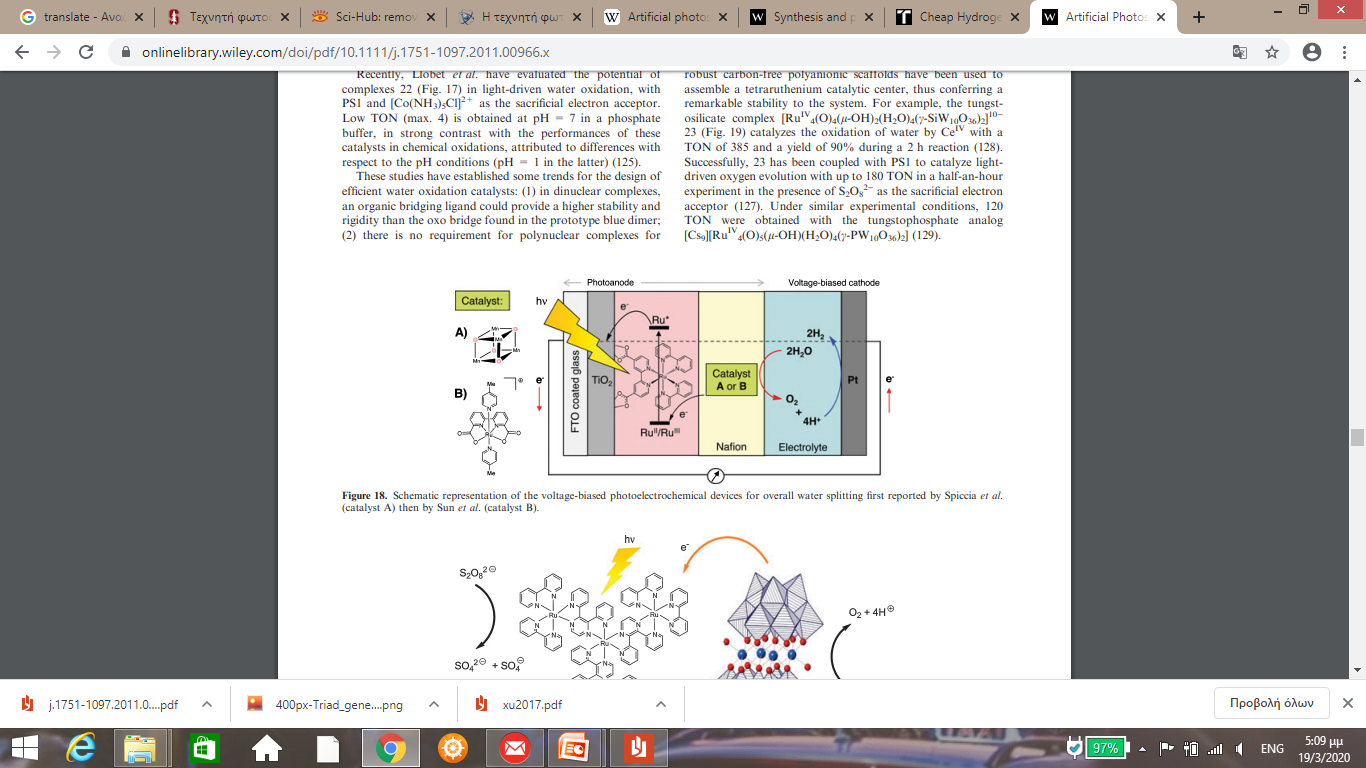 translate - Ανα
Τεχνητή φωτο
Sci-Hub: remov
Η τεχνητή φωτ
Artificial photos
Synthesis and p
Cheap Hydroge
Artificial Photos
onlinelibrary.wiley.com/doi/pdf/10.1111/j.1751-1097.2011.00966.x
Recently, Llobet et al. have evaluated the potential of
complexes 22 (Fig. 17) in light-driven water oxidation, with
PS1 and [Co(NH₃)₅Cl]²⁺ as the sacrificial electron acceptor.
Low TON (max. 4) is obtained at pH = 7 in a phosphate
buffer, in strong contrast with the performances of these
catalysts in chemical oxidations, attributed to differences with
respect to the pH conditions (pH = 1 in the latter) (125).
These studies have established some trends for the design of
efficient water oxidation catalysts: (1) in dinuclear complexes,
an organic bridging ligand could provide a higher stability and
rigidity than the oxo bridge found in the prototype blue dimer;
(2) there is no requirement for polynuclear complexes for
robust carbon-free polyanionic scaffolds have been used to
assemble a tetraruthenium catalytic center, thus conferring a
remarkable stability to the system. For example, the tungst-
osilicate complex [Ruᴵⱽ₄(O)₄(μ-OH)₂(H₂O)₄(γ-SiW₁₀O₃₆)₂]¹⁰⁻
23 (Fig. 19) catalyzes the oxidation of water by Ceᴵⱽ with a
TON of 385 and a yield of 90% during a 2 h reaction (128).
Successfully, 23 has been coupled with PS1 to catalyze light-
driven oxygen evolution with up to 180 TON in a half-an-hour
experiment in the presence of S₂O₈²⁻ as the sacrificial electron
acceptor (127). Under similar experimental conditions, 120
TON were obtained with the tungstophosphate analog
[Cs₉][Ruᴵⱽ₄(O)₅(μ-OH)(H₂O)₄(γ-PW₁₀O₃₆)₂] (129).
Photoanode
Voltage-biased cathode
Catalyst:
hν
A)
Mn
Mn
Mn
Mn
O
O
O
B)
Me
N
N
N
Ru
O
O
O
O
N
Me
⊕
e⁻
FTO coated glass
TiO₂
e⁻
Ru*
Ru
Ruᴵᴵ/Ruᴵᴵᴵ
e⁻
Catalyst
A or B
Nafion
2H₂
2H₂O
O₂
+
4H⁺
Electrolyte
Pt
e⁻
Figure 18. Schematic representation of the voltage-biased photoelectrochemical devices for overall water splitting first reported by Spiccia et al.
(catalyst A) then by Sun et al. (catalyst B).
hν
e⁻
S₂O₈²⊖
SO₄²⊖ + SO₄⊖
Ru
Ru
Ru
O₂ + 4H⊕
j.1751-1097.2011.0....pdf
400px-Triad_gene....png
xu2017.pdf
Προβολή όλων
97%
ENG
5:09 μμ
19/3/2020